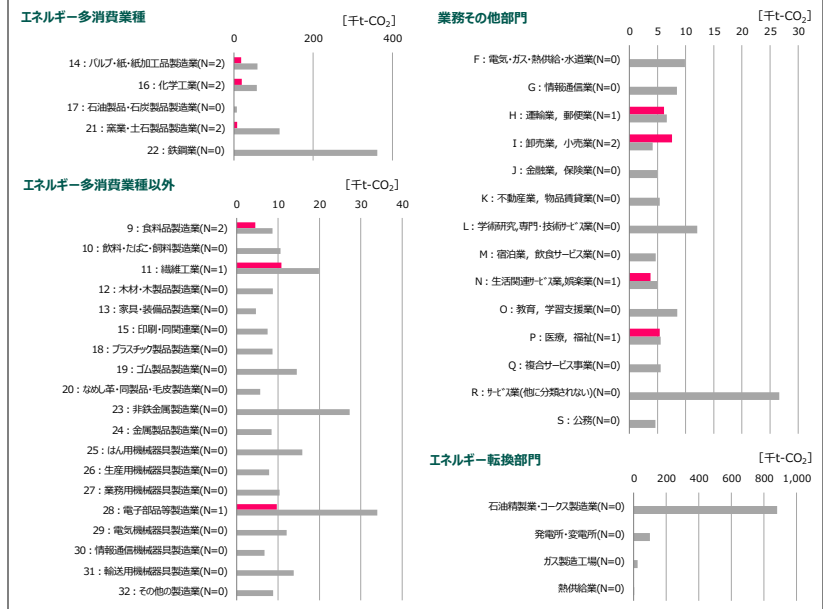 エネルギー多消費業種
[千t-CO₂]
0 200 400
14：パルプ・紙・紙加工品製造業(N=2)
16：化学工業(N=2)
17：石油製品・石炭製品製造業(N=0)
21：窯業・土石製品製造業(N=2)
22：鉄鋼業(N=0)
エネルギー多消費業種以外
[千t-CO₂]
0 10 20 30 40
9：食料品製造業(N=2)
10：飲料・たばこ・飼料製造業(N=0)
11：繊維工業(N=1)
12：木材・木製品製造業(N=0)
13：家具・装備品製造業(N=0)
15：印刷・同関連業(N=0)
18：プラスチック製品製造業(N=0)
19：ゴム製品製造業(N=0)
20：なめし革・同製品・毛皮製造業(N=0)
23：非鉄金属製造業(N=0)
24：金属製品製造業(N=0)
25：はん用機械器具製造業(N=0)
26：生産用機械器具製造業(N=0)
27：業務用機械器具製造業(N=0)
28：電子部品等製造業(N=1)
29：電気機械器具製造業(N=0)
30：情報通信機械器具製造業(N=0)
31：輸送用機械器具製造業(N=0)
32：その他の製造業(N=0)
業務その他部門
[千t-CO₂]
0 5 10 15 20 25 30
F：電気・ガス・熱供給・水道業(N=0)
G：情報通信業(N=0)
H：運輸業，郵便業(N=1)
I：卸売業，小売業(N=2)
J：金融業，保険業(N=0)
K：不動産業，物品賃貸業(N=0)
L：学術研究,専門・技術ｻｰﾋﾞｽ業(N=0)
M：宿泊業，飲食サービス業(N=0)
N：生活関連ｻｰﾋﾞｽ業,娯楽業(N=1)
O：教育，学習支援業(N=0)
P：医療，福祉(N=1)
Q：複合サービス事業(N=0)
R：ｻｰﾋﾞｽ業(他に分類されない)(N=0)
S：公務(N=0)
エネルギー転換部門
[千t-CO₂]
0 200 400 600 800 1,000
石油精製業・コークス製造業(N=0)
発電所・変電所(N=0)
ガス製造工場(N=0)
熱供給業(N=0)